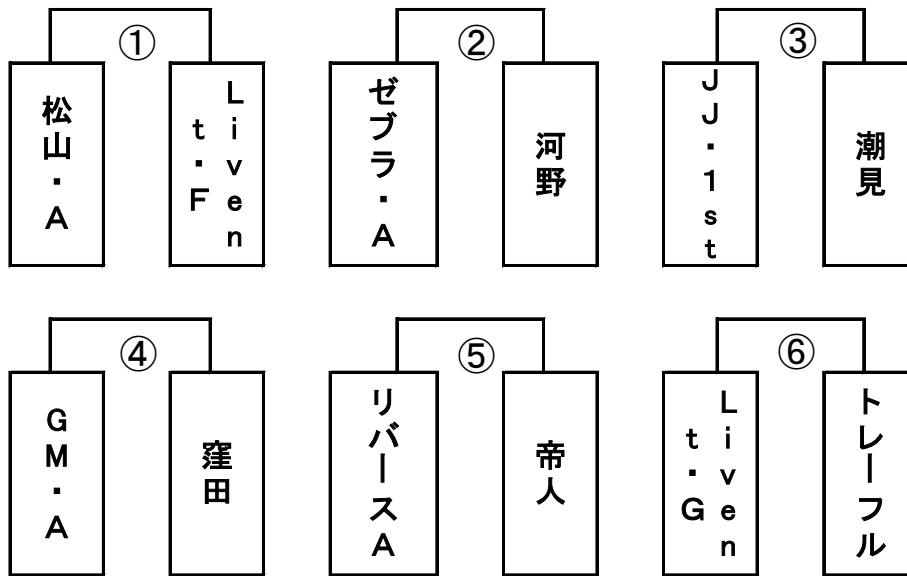 ①
松山・A
Livent・F
②
ゼブラ・A
河野
③
JJ・1st
潮見
④
GM・A
窪田
⑤
リバースA
帝人
⑥
Livent・G
トレーフル